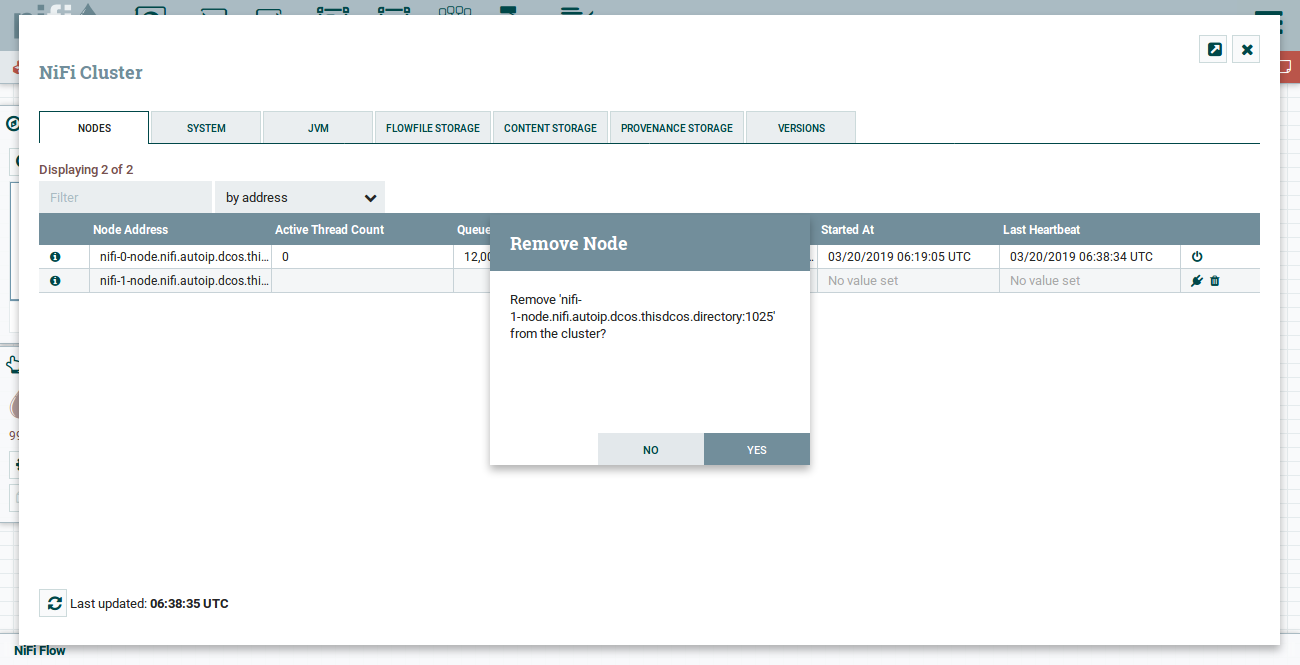 nifi
NiFi Cluster
NODES
SYSTEM
JVM
FLOWFILE STORAGE
CONTENT STORAGE
PROVENANCE STORAGE
VERSIONS
Displaying 2 of 2
Filter
by address
Node Address Active Thread Count Queue Started At Last Heartbeat
nifi-0-node.nifi.autoip.dcos.thi... 0 12,00 03/20/2019 06:19:05 UTC 03/20/2019 06:38:34 UTC
nifi-1-node.nifi.autoip.dcos.thi... No value set No value set
Remove Node
Remove 'nifi-
1-node.nifi.autoip.dcos.thisdcos.directory:1025'
from the cluster?
NO
YES
Last updated: 06:38:35 UTC
NiFi Flow